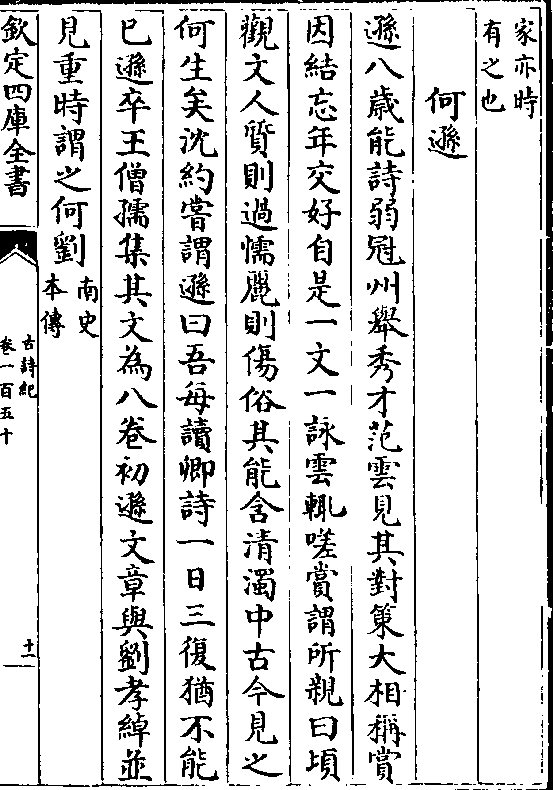 家亦時
有之也
何遜
遜八歳能詩弱冠州舉秀才范雲見其對策大相稱賞
因結忘年交好自是一文一詠雲輒嗟賞謂所親曰頃
觀文人質則過懦麗則傷俗其能含清濁中古今見之
何生矣沈約嘗謂遜曰吾每讀卿詩一日三復猶不能
已遜卒王僧孺集其文為八卷初遜文章與劉孝綽並
見重時謂之何劉
南史
本傳
欽定四庫全書
古詩紀
卷一百五十
十一